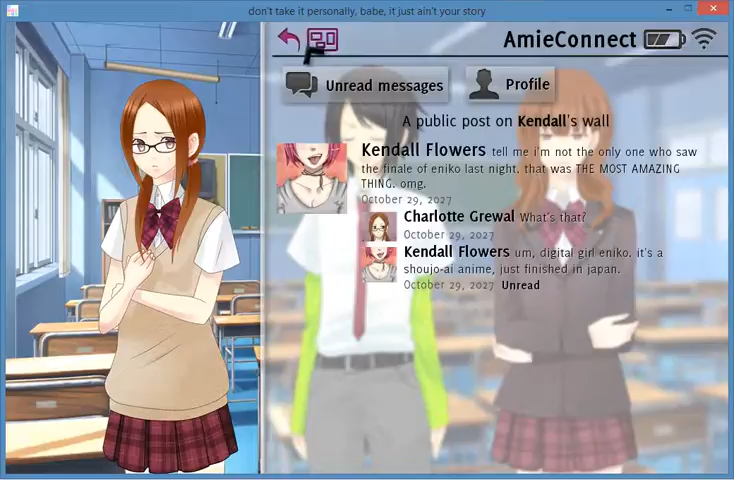 don't take it personally, babe, it just ain't your story
AmieConnect
Unread messages
Profile
A public post on Kendall's wall
Kendall Flowers tell me i'm not the only one who saw
the finale of eniko last night. that was THE MOST AMAZING
THING. omg.
October 29, 2027
Charlotte Grewal What's that?
October 29, 2027
Kendall Flowers um, digital girl eniko. it's a
shoujo-ai anime, just finished in japan.
October 29, 2027 Unread